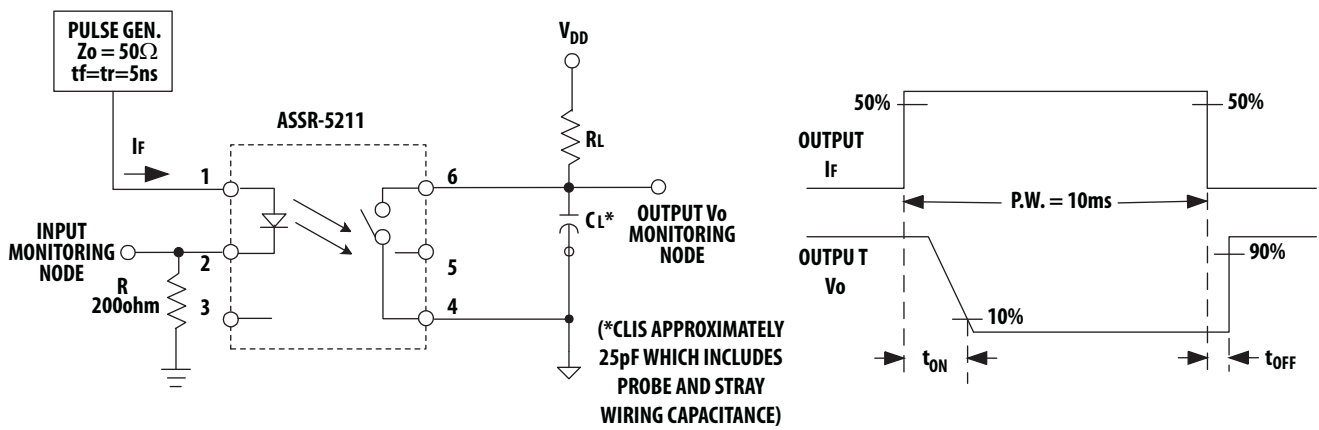 PULSE GEN.
Zo = 50Ω
tf=tr=5ns
IF
ASSR-5211
1
2
3
6
5
4
INPUT
MONITORING
NODE
R
200ohm
VDD
RL
CL*
OUTPUT Vo
MONITORING
NODE
(*CLIS APPROXIMATELY
25pF WHICH INCLUDES
PROBE AND STRAY
WIRING CAPACITANCE)
50%
50%
OUTPUT
IF
P.W. = 10ms
OUTPU T
Vo
90%
10%
tON
tOFF